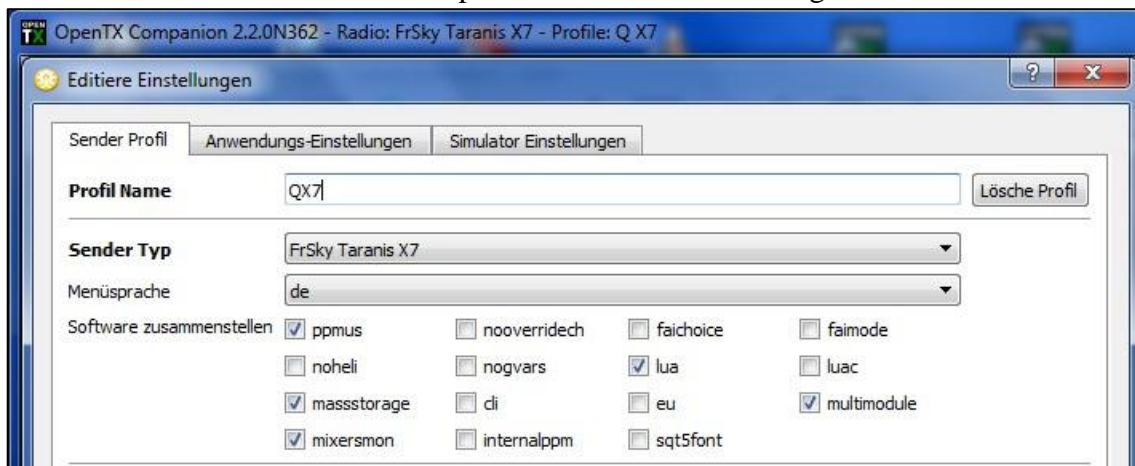 OpenTX Companion 2.2.0N362 - Radio: FrSky Taranis X7 - Profile: Q X7
Editiere Einstellungen
Sender Profil Anwendungs-Einstellungen Simulator Einstellungen
Profil Name QX7 Lösche Profil
Sender Typ FrSky Taranis X7
Menüsprache de
Software zusammenstellen ppmus nooverridech faichoice faimode
noheli nogvars lua luac
massstorage cli eu multimodule
mixersmon internalppm sqt5font